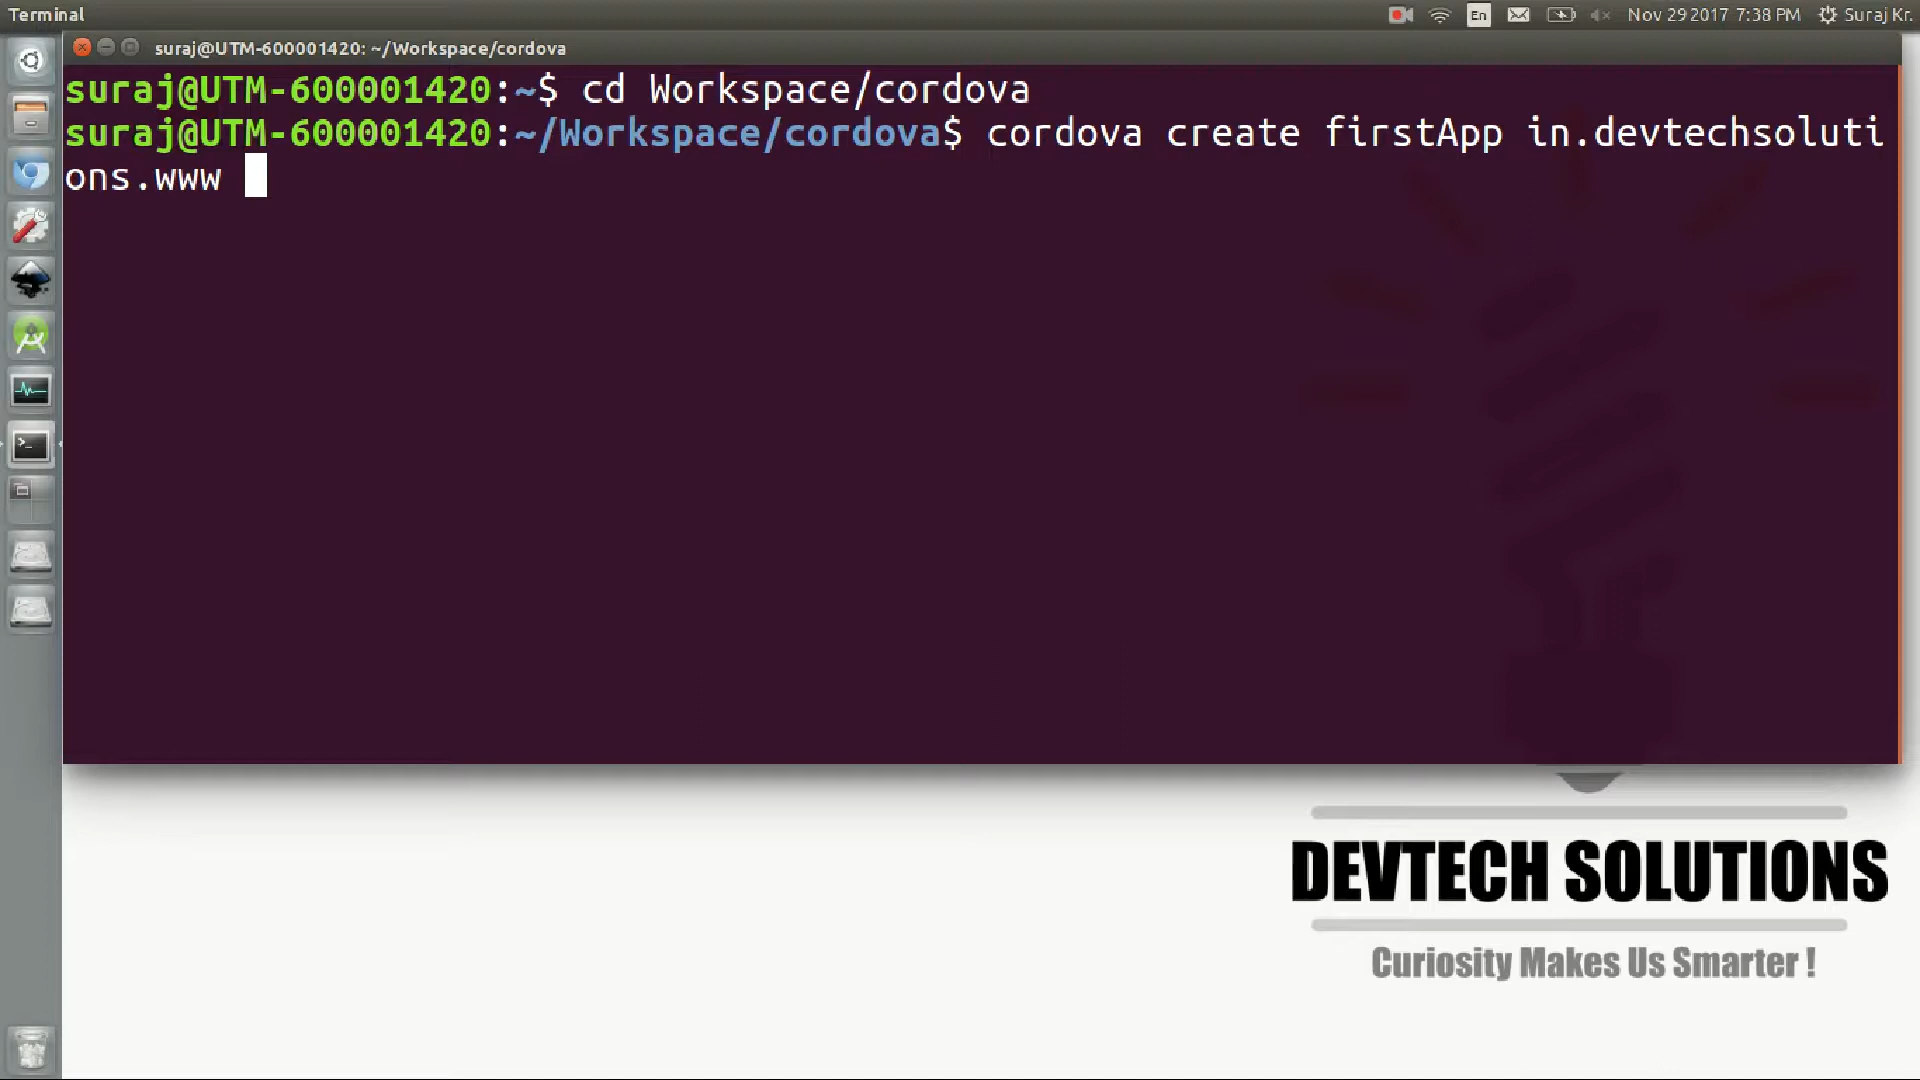 Terminal
En
Nov 29 2017 7:38 PM
Suraj Kr.
suraj@UTM-600001420: ~/Workspace/cordova
suraj@UTM-600001420:~$ cd Workspace/cordova
suraj@UTM-600001420:~/Workspace/cordova$ cordova create firstApp in.devtechsoluti
ons.www
DEVTECH SOLUTIONS
Curiosity Makes Us Smarter !